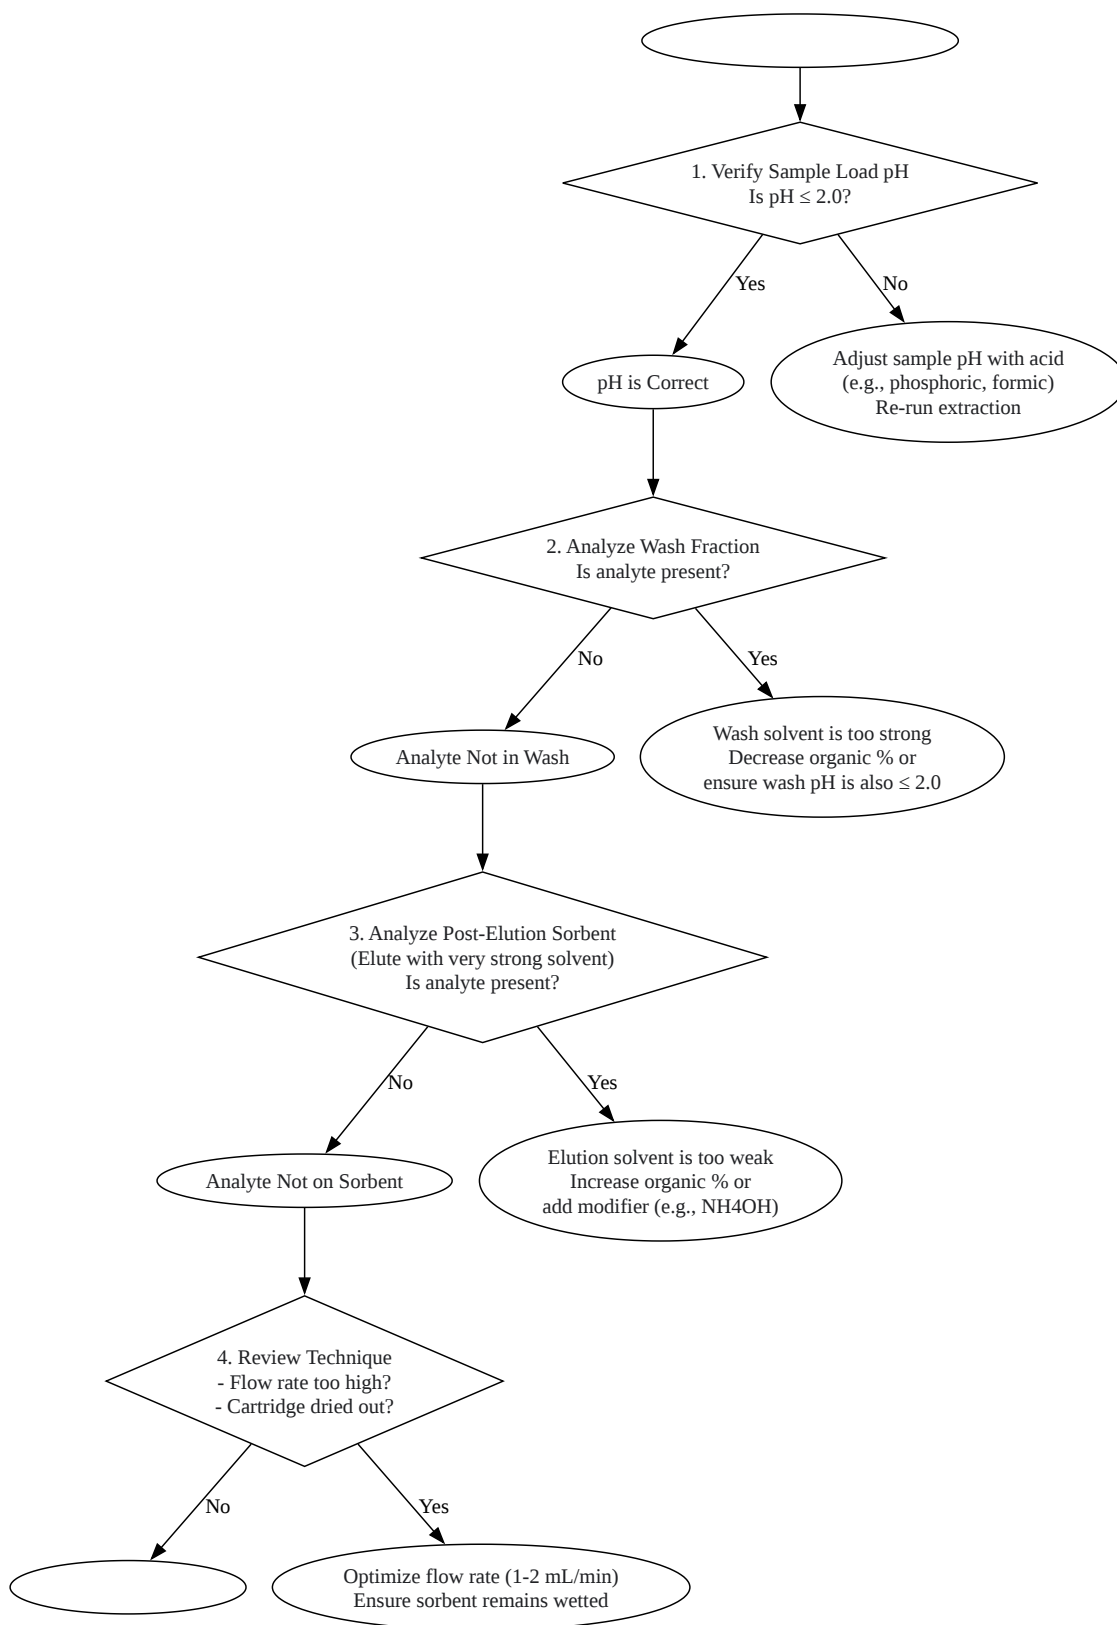 1. Verify Sample Load pH
Is pH ≤ 2.0?
Yes
No
pH is Correct
Adjust sample pH with acid
(e.g., phosphoric, formic)
Re-run extraction
2. Analyze Wash Fraction
Is analyte present?
No
Yes
Analyte Not in Wash
Wash solvent is too strong
Decrease organic % or
ensure wash pH is also ≤ 2.0
3. Analyze Post-Elution Sorbent
(Elute with very strong solvent)
Is analyte present?
No
Yes
Analyte Not on Sorbent
Elution solvent is too weak
Increase organic % or
add modifier (e.g., NH4OH)
4. Review Technique
- Flow rate too high?
- Cartridge dried out?
No
Yes
Optimize flow rate (1-2 mL/min)
Ensure sorbent remains wetted